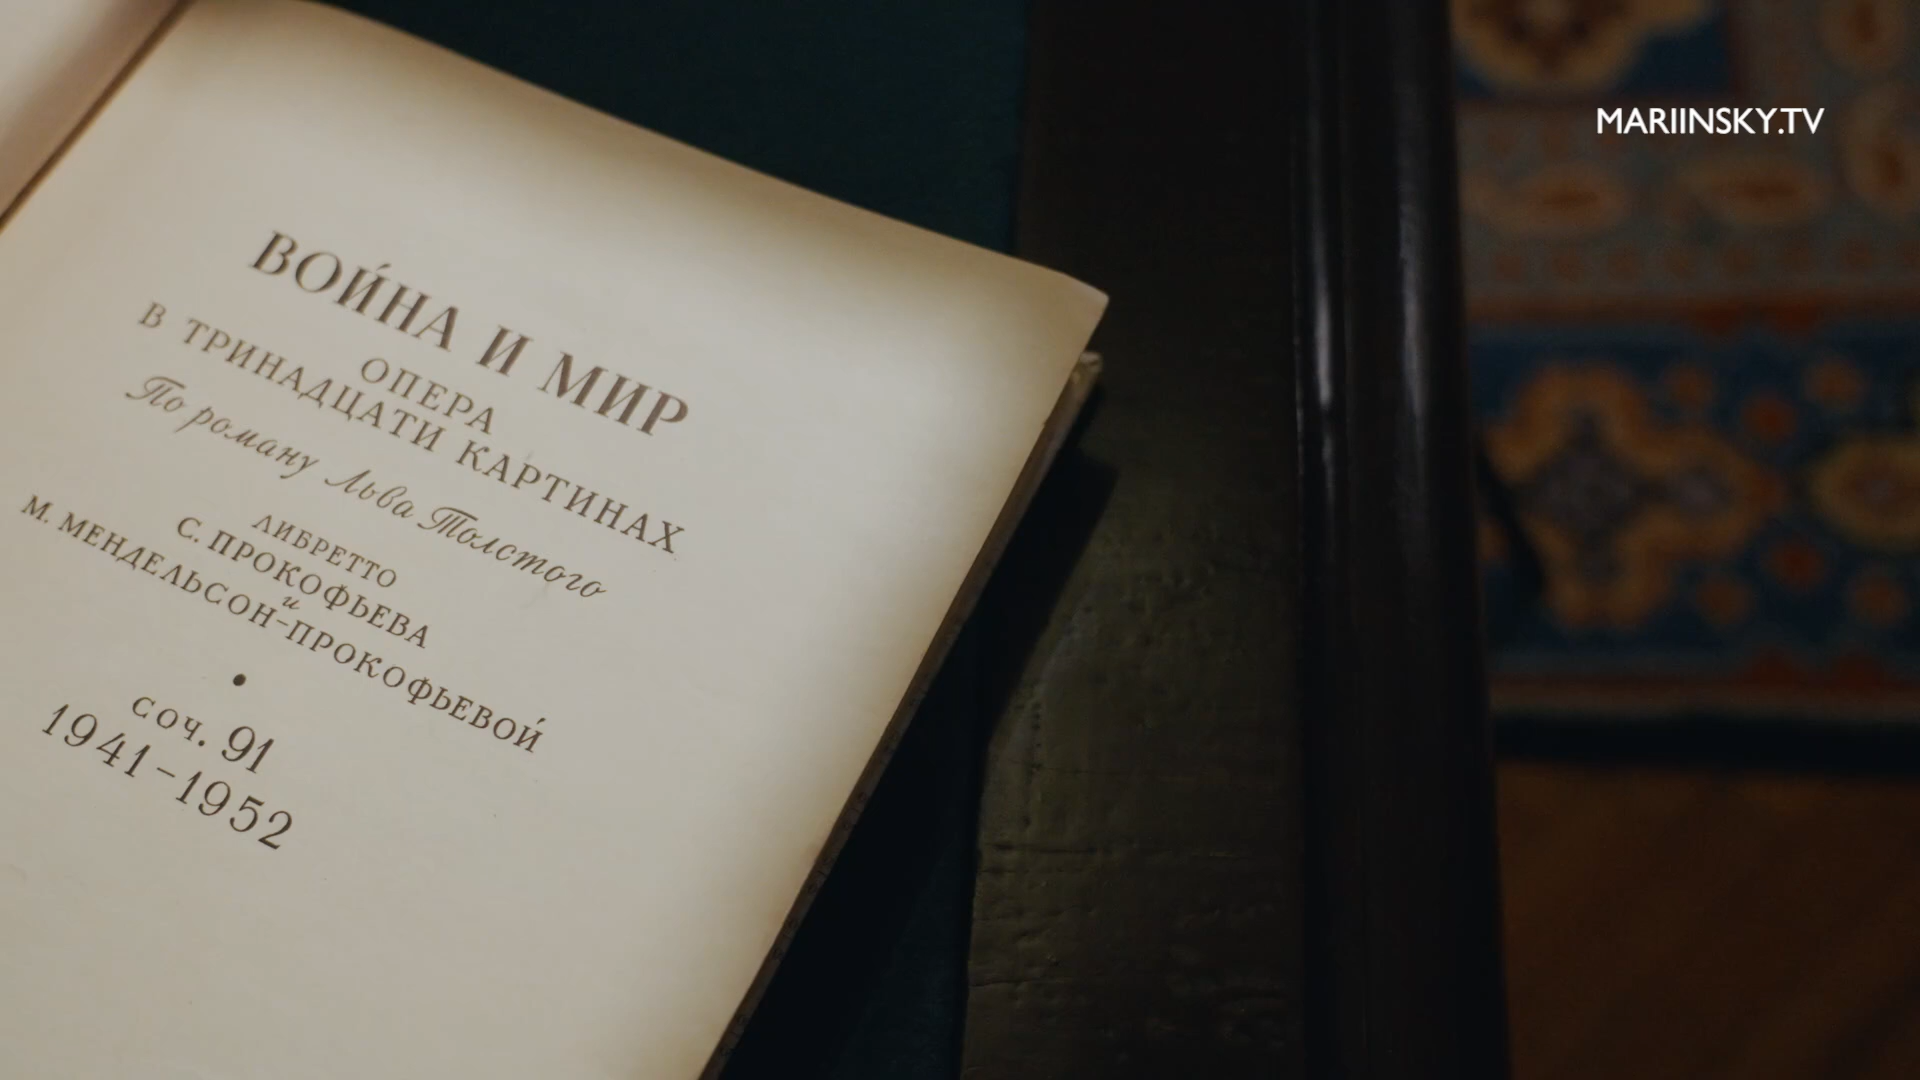 ВОЙНА И МИР
ОПЕРА
В ТРИНАДЦАТИ КАРТИНАХ
По роману Льва Толстого
ЛИБРЕТТО
С. ПРОКОФЬЕВА
и
М. МЕНДЕЛЬСОН-ПРОКОФЬЕВОЙ
•
СОЧ. 91
1941-1952
MARIINSKY.TV